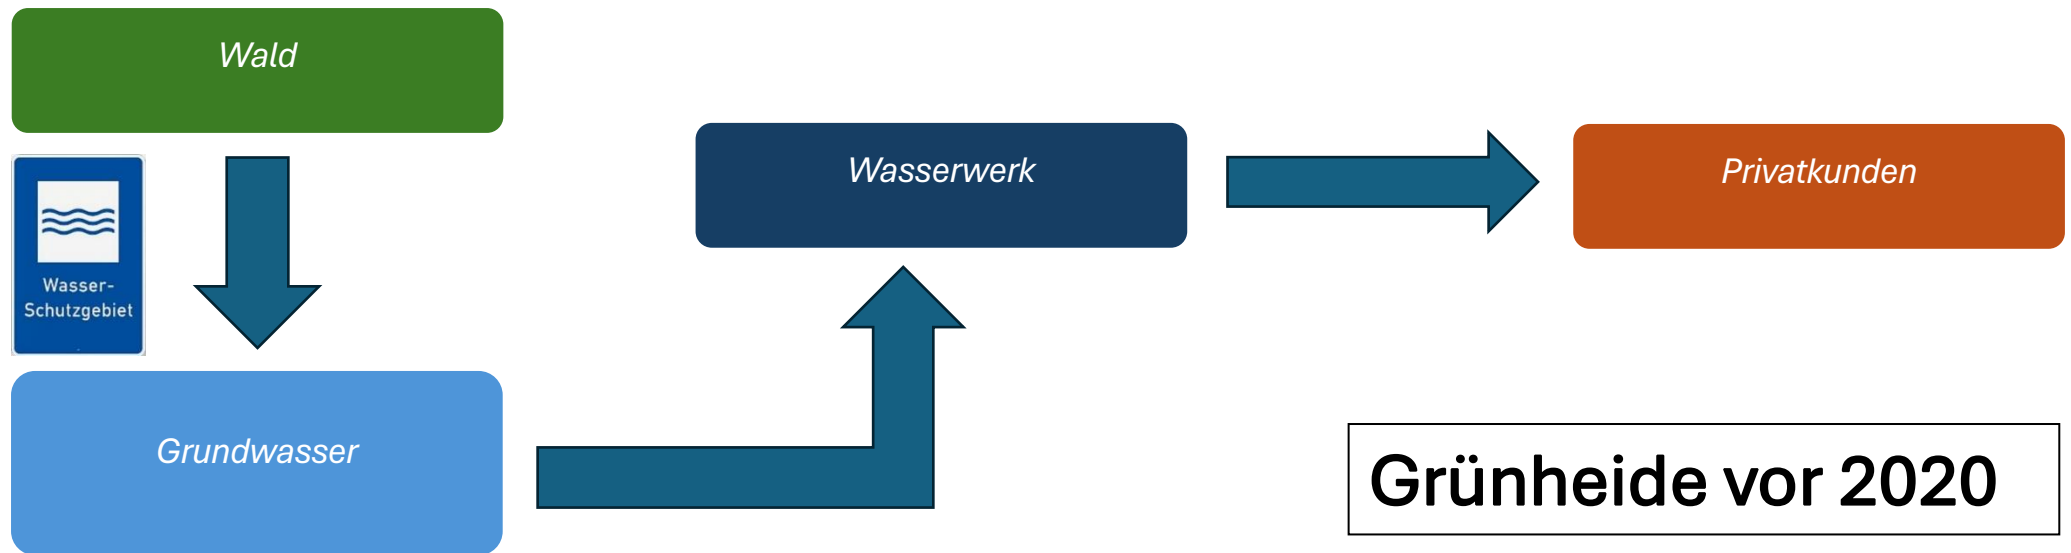 Wald
Wasserwerk
Privatkunden
Wasser-
Schutzgebiet
Grundwasser
Grünheide vor 2020